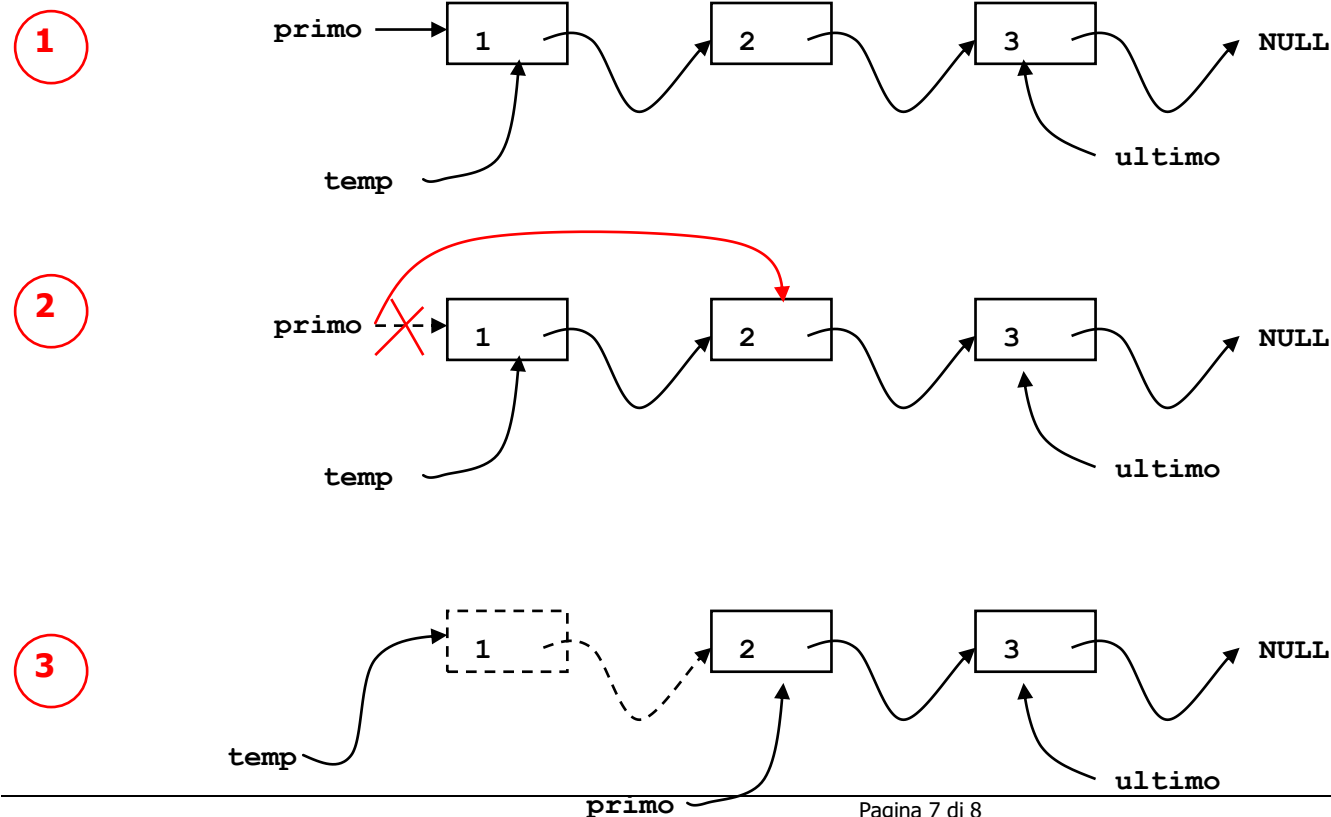 1
primo 1 2 3 NULL
temp ultimo
2
primo 1 2 3 NULL
temp ultimo
3
1 2 3 NULL
temp ultimo
primo
Pagina 7 di 8